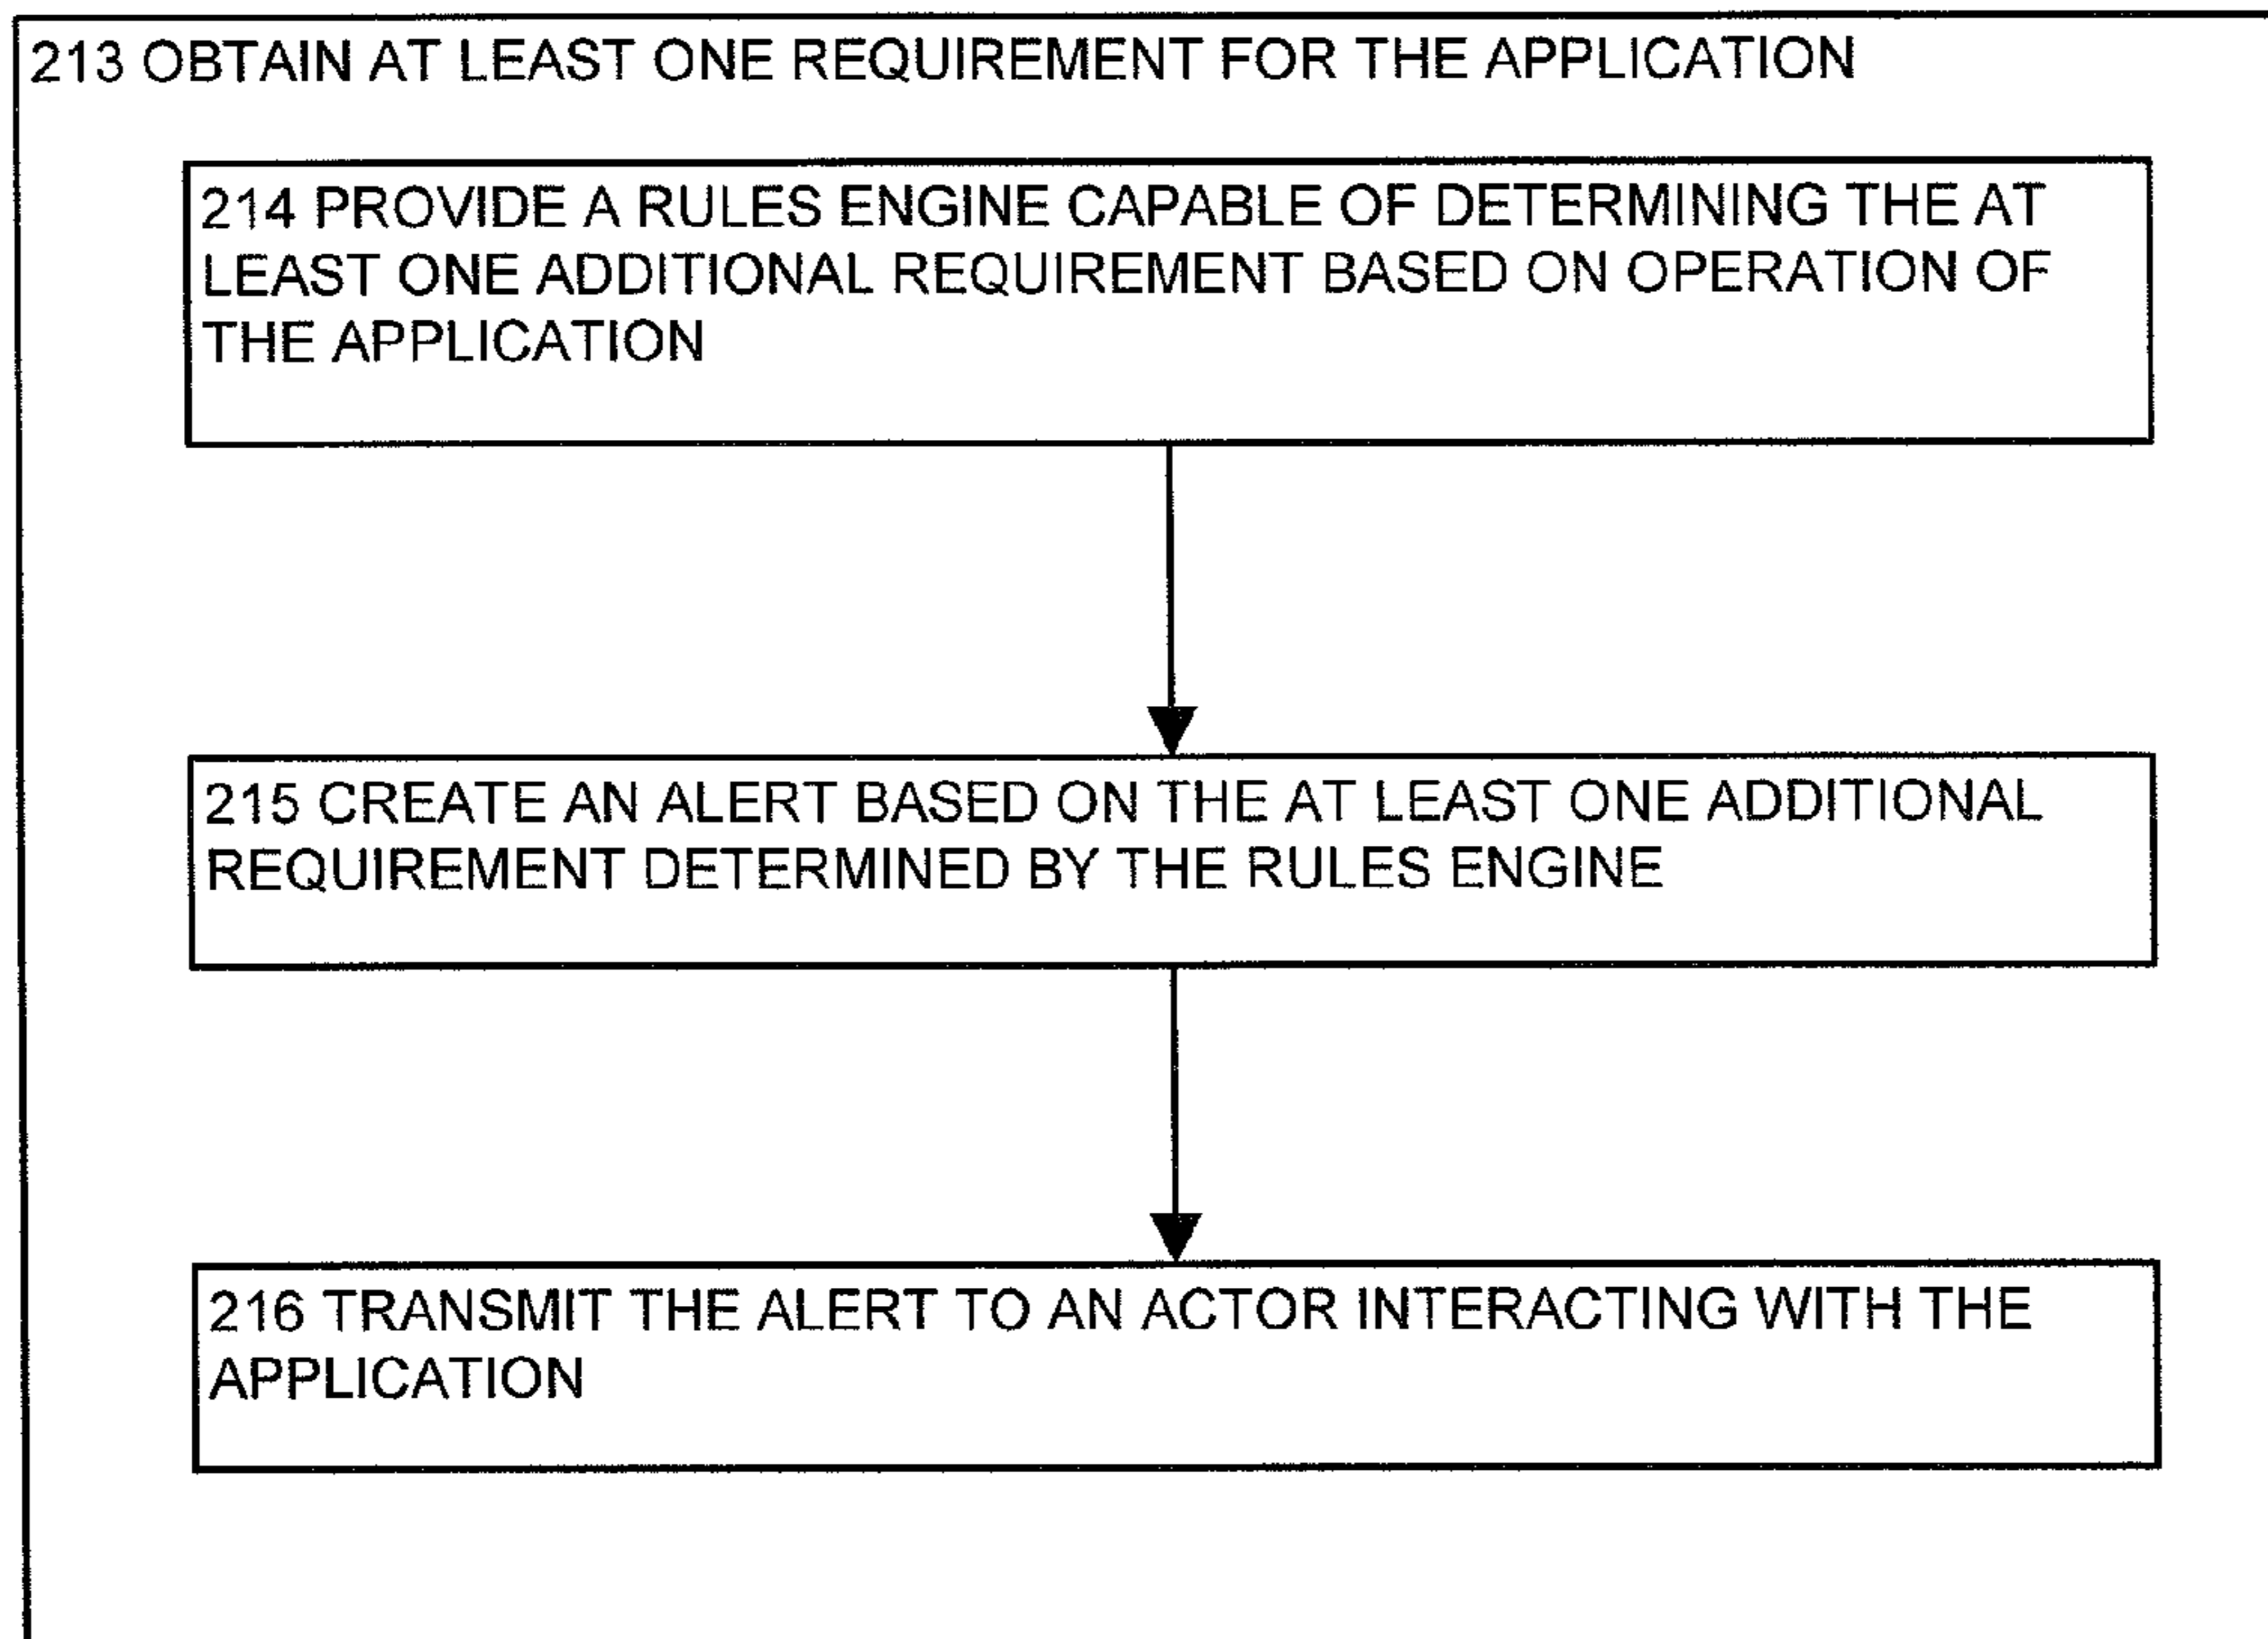 213 OBTAIN AT LEAST ONE REQUIREMENT FOR THE APPLICATION
214 PROVIDE A RULES ENGINE CAPABLE OF DETERMINING THE AT
LEAST ONE ADDITIONAL REQUIREMENT BASED ON OPERATION OF
THE APPLICATION
215 CREATE AN ALERT BASED ON THE AT LEAST ONE ADDITIONAL
REQUIREMENT DETERMINED BY THE RULES ENGINE
216 TRANSMIT THE ALERT TO AN ACTOR INTERACTING WITH THE
APPLICATION